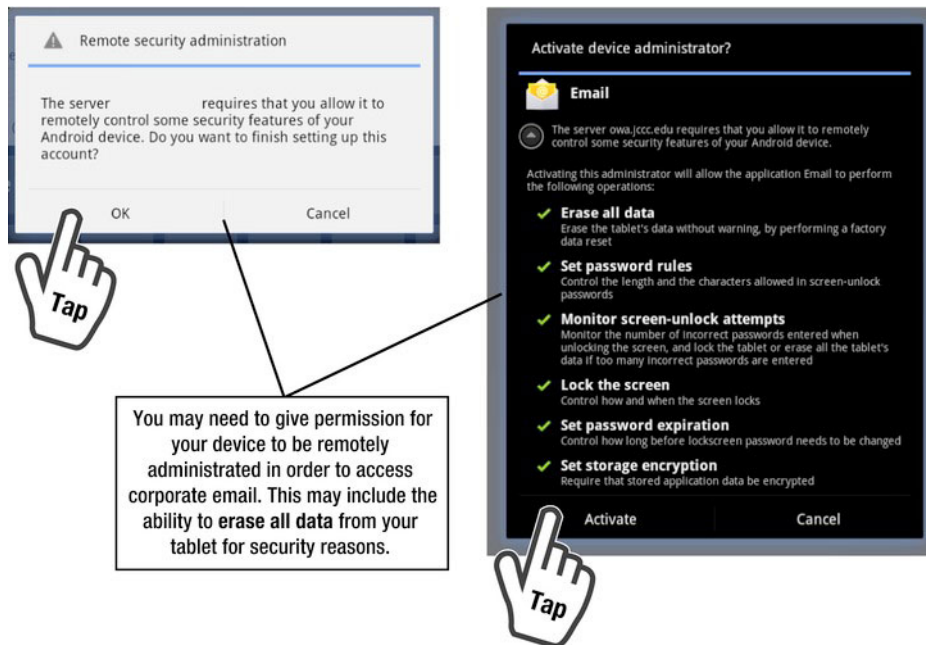 Remote security administration
The server requires that you allow it to
remotely control some security features of your
Android device. Do you want to finish setting up this
account?
OK Cancel
Tap
You may need to give permission for
your device to be remotely
administrated in order to access
corporate email. This may include the
ability to erase all data from your
tablet for security reasons.
Activate device administrator?
Email
The server owa.jccc.edu requires that you allow it to remotely
control some security features of your Android device.
Activating this administrator will allow the application Email to perform
the following operations:
Erase all data
Erase the tablet's data without warning, by performing a factory
data reset
Set password rules
Control the length and the characters allowed in screen-unlock
passwords
Monitor screen-unlock attempts
Monitor the number of incorrect passwords entered when
unlocking the screen, and lock the tablet or erase all the tablet's
data if too many incorrect passwords are entered
Lock the screen
Control how and when the screen locks
Set password expiration
Control how long before lockscreen password needs to be changed
Set storage encryption
Require that stored application data be encrypted
Activate Cancel
Tap